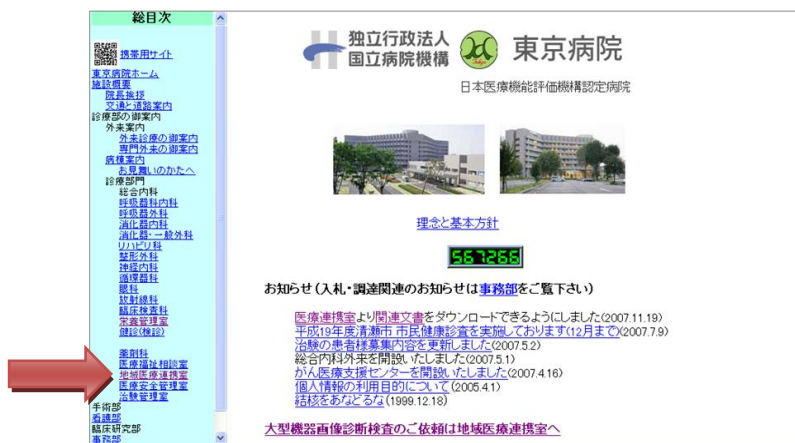 総目次
携帯用サイト
東京病院ホーム
施設概要
院長挨拶
交通と道路案内
診療部の御案内
外来案内
外来診療の御案内
専門外来の御案内
病棟案内
お見舞いのかたへ
診療部門
総合内科
呼吸器科内科
呼吸器外科
消化器内科
消化器・一般外科
リハビリ科
整形外科
神経内科
循環器科
眼科
放射線科
臨床検査科
栄養管理室
健診(検診)
薬剤科
医療福祉相談室
地域医療連携室
医療安全管理室
治験管理室
手術部
看護部
臨床研究部
事務部
独立行政法人
国立病院機構
東京病院
日本医療機能評価機構認定病院
理念と基本方針
567266
お知らせ(入札・調達関連のお知らせは事務部をご覧下さい)
医療連携室より関連文書をダウンロードできるようにしました(2007.11.19)
平成19年度清瀬市 市民健康診査を実施しております(12月まで)(2007.7.9)
治験の患者様募集内容を更新しました(2007.5.2)
総合内科外来を開設いたしました(2007.5.1)
がん医療支援センターを開設いたしました(2007.4.16)
個人情報の利用目的について(2005.4.1)
結核をあなどるな(1999.12.18)
大型機器画像診断検査のご依頼は地域医療連携室へ